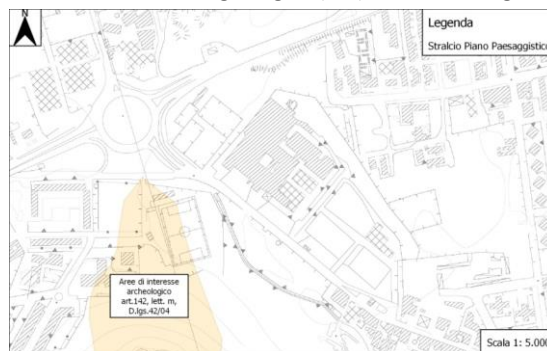 N
Legenda
Stralcio Piano Paesaggistico
Aree di interesse
archeologico
art.142, lett. m,
D.lgs.42/04
Scala 1: 5.000